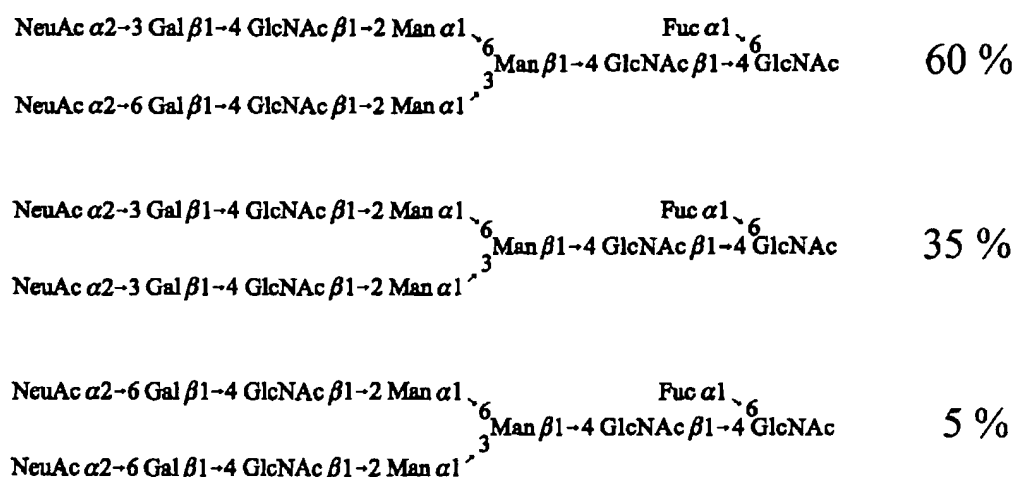 NeuAc α2→3 Gal β1→4 GlcNAc β1→2 Man α1 Fuc α1
6 Man β1→4 GlcNAc β1→4 6 GlcNAc 60 %
3
NeuAc α2→6 Gal β1→4 GlcNAc β1→2 Man α1
NeuAc α2→3 Gal β1→4 GlcNAc β1→2 Man α1 Fuc α1
6 Man β1→4 GlcNAc β1→4 6 GlcNAc 35 %
3
NeuAc α2→3 Gal β1→4 GlcNAc β1→2 Man α1
NeuAc α2→6 Gal β1→4 GlcNAc β1→2 Man α1 Fuc α1
6 Man β1→4 GlcNAc β1→4 6 GlcNAc 5 %
3
NeuAc α2→6 Gal β1→4 GlcNAc β1→2 Man α1